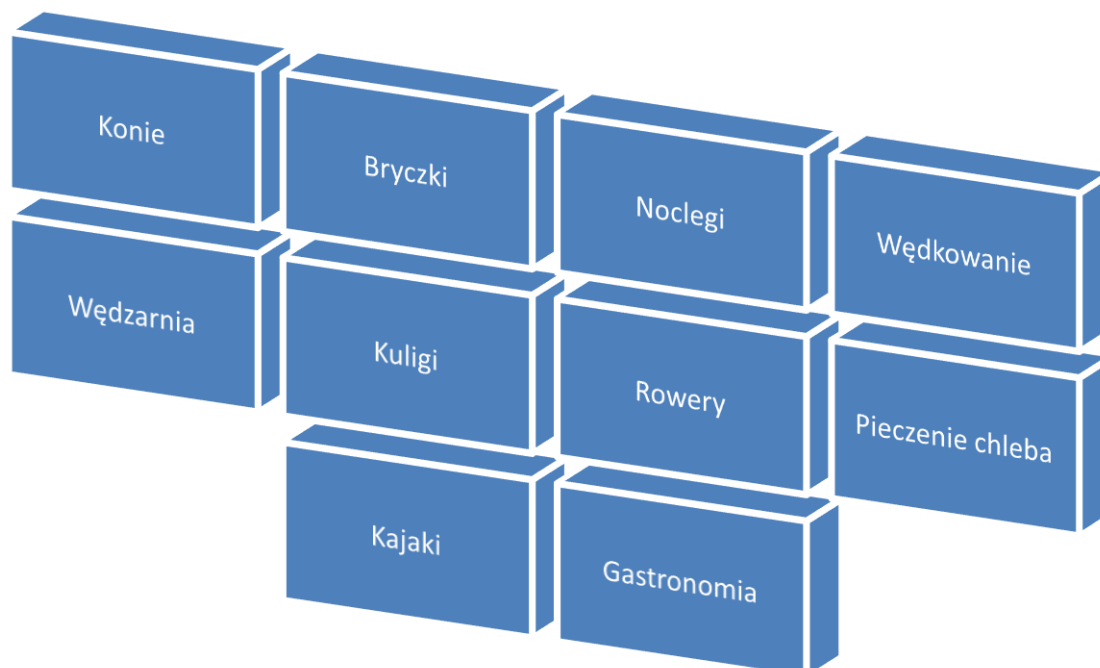 Konie
Bryczki
Noclegi
Wędkowanie
Wędzarnia
Kuligi
Rowery
Pieczenie chleba
Kajaki
Gastronomia